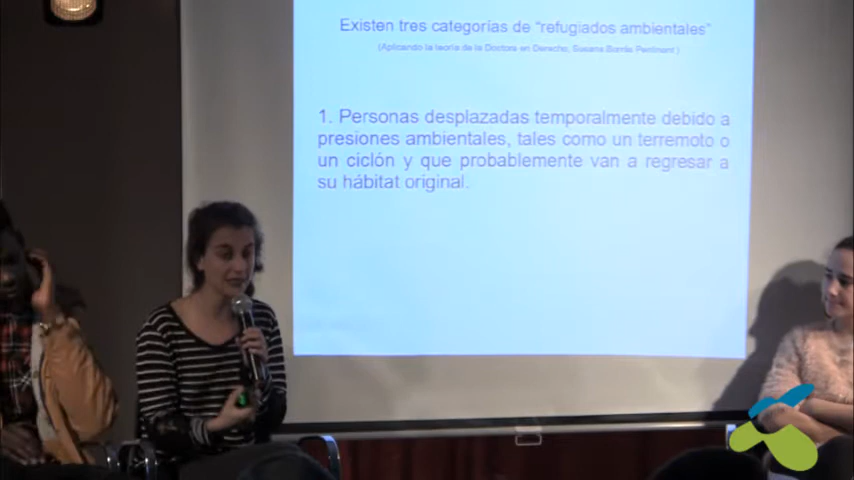 Existen tres categorías de “refugiados ambientales”
(Aplicando la teoría de la Doctora en Derecho, Susana Borràs Pentinant )
1. Personas desplazadas temporalmente debido a
presiones ambientales, tales como un terremoto o
un ciclón y que probablemente van a regresar a
su hábitat original.